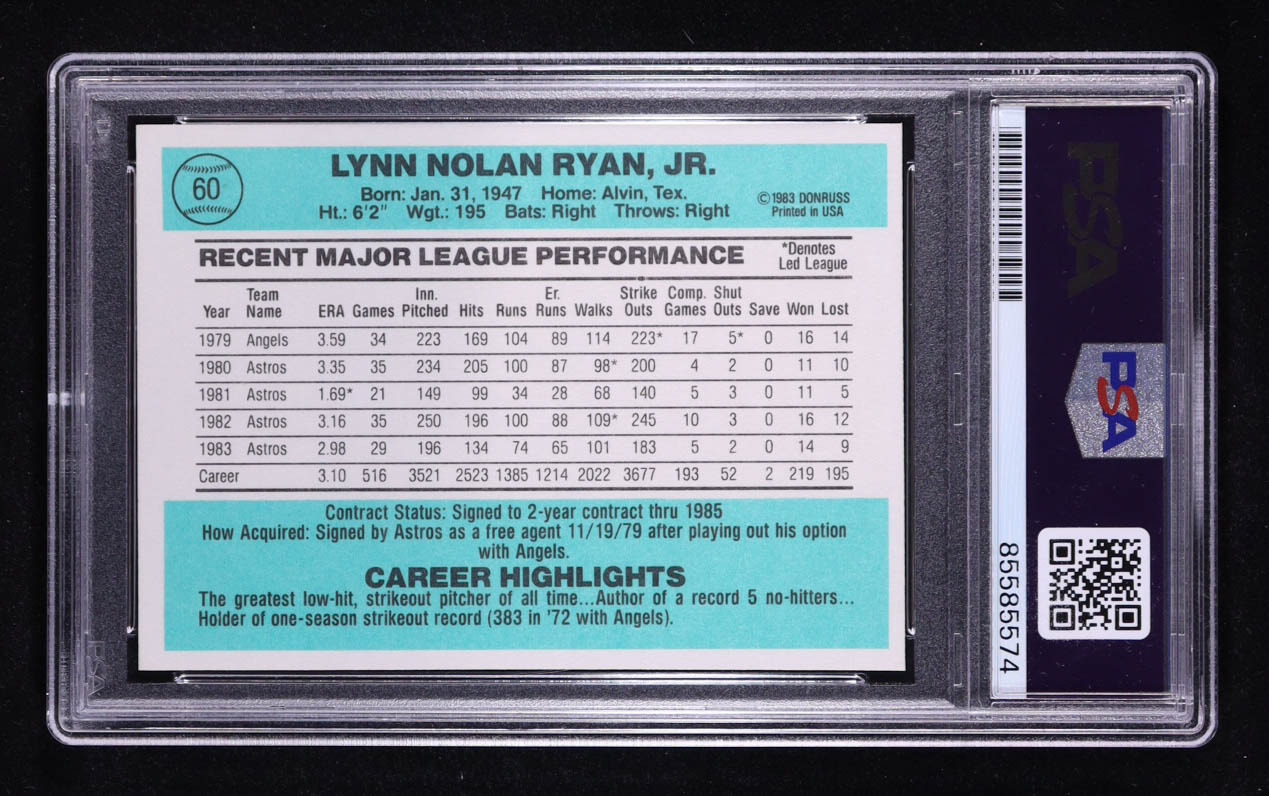 60
LYNN NOLAN RYAN, JR.
Born: Jan. 31, 1947 Home: Alvin, Tex.
Ht.: 6'2" Wgt.: 195 Bats: Right Throws: Right
©1983 DONRUSS
Printed in USA
RECENT MAJOR LEAGUE PERFORMANCE
*Denotes
Led League
Year Team Name ERA Games Inn. Pitched Hits Runs Er. Runs Walks Strike Outs Comp. Games Shut Outs Save Won Lost
1979 Angels 3.59 34 223 169 104 89 114 223* 17 5* 0 16 14
1980 Astros 3.35 35 234 205 100 87 98* 200 4 2 0 11 10
1981 Astros 1.69* 21 149 99 34 28 68 140 5 3 0 11 5
1982 Astros 3.16 35 250 196 100 88 109* 245 10 3 0 16 12
1983 Astros 2.98 29 196 134 74 65 101 183 5 2 0 14 9
Career 3.10 516 3521 2523 1385 1214 2022 3677 193 52 2 219 195
Contract Status: Signed to 2-year contract thru 1985
How Acquired: Signed by Astros as a free agent 11/19/79 after playing out his option
with Angels.
CAREER HIGHLIGHTS
The greatest low-hit, strikeout pitcher of all time...Author of a record 5 no-hitters...
Holder of one-season strikeout record (383 in '72 with Angels).
PSA
PSA
85585574
PSA